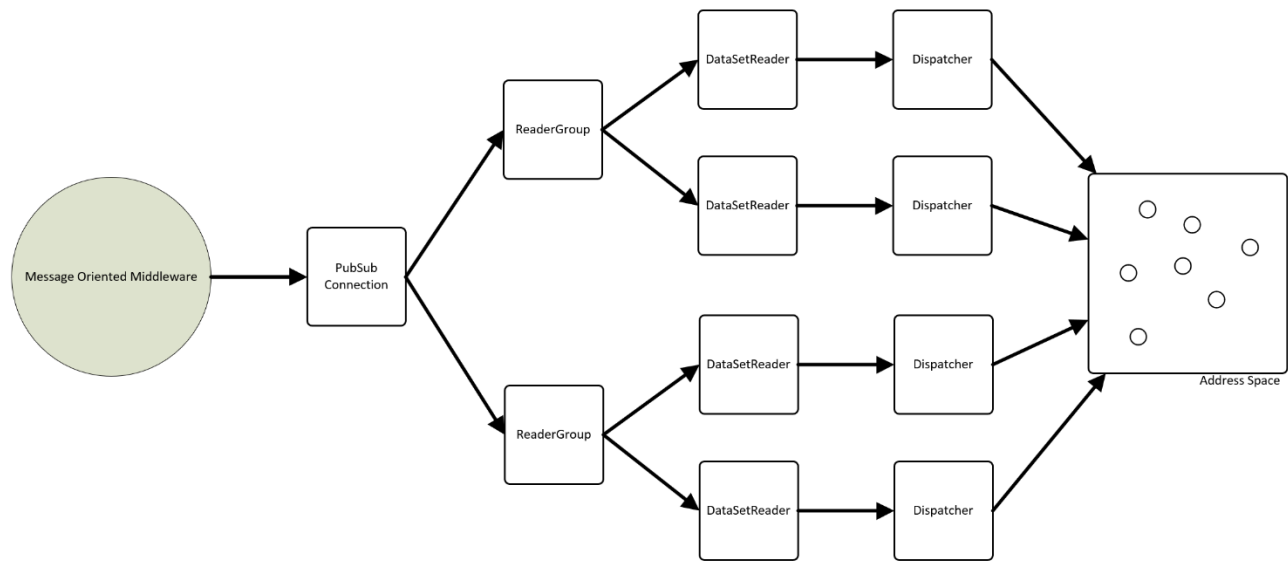 Message Oriented Middleware
PubSub
Connection
ReaderGroup
DataSetReader
Dispatcher
DataSetReader
Dispatcher
ReaderGroup
DataSetReader
Dispatcher
DataSetReader
Dispatcher
Address Space